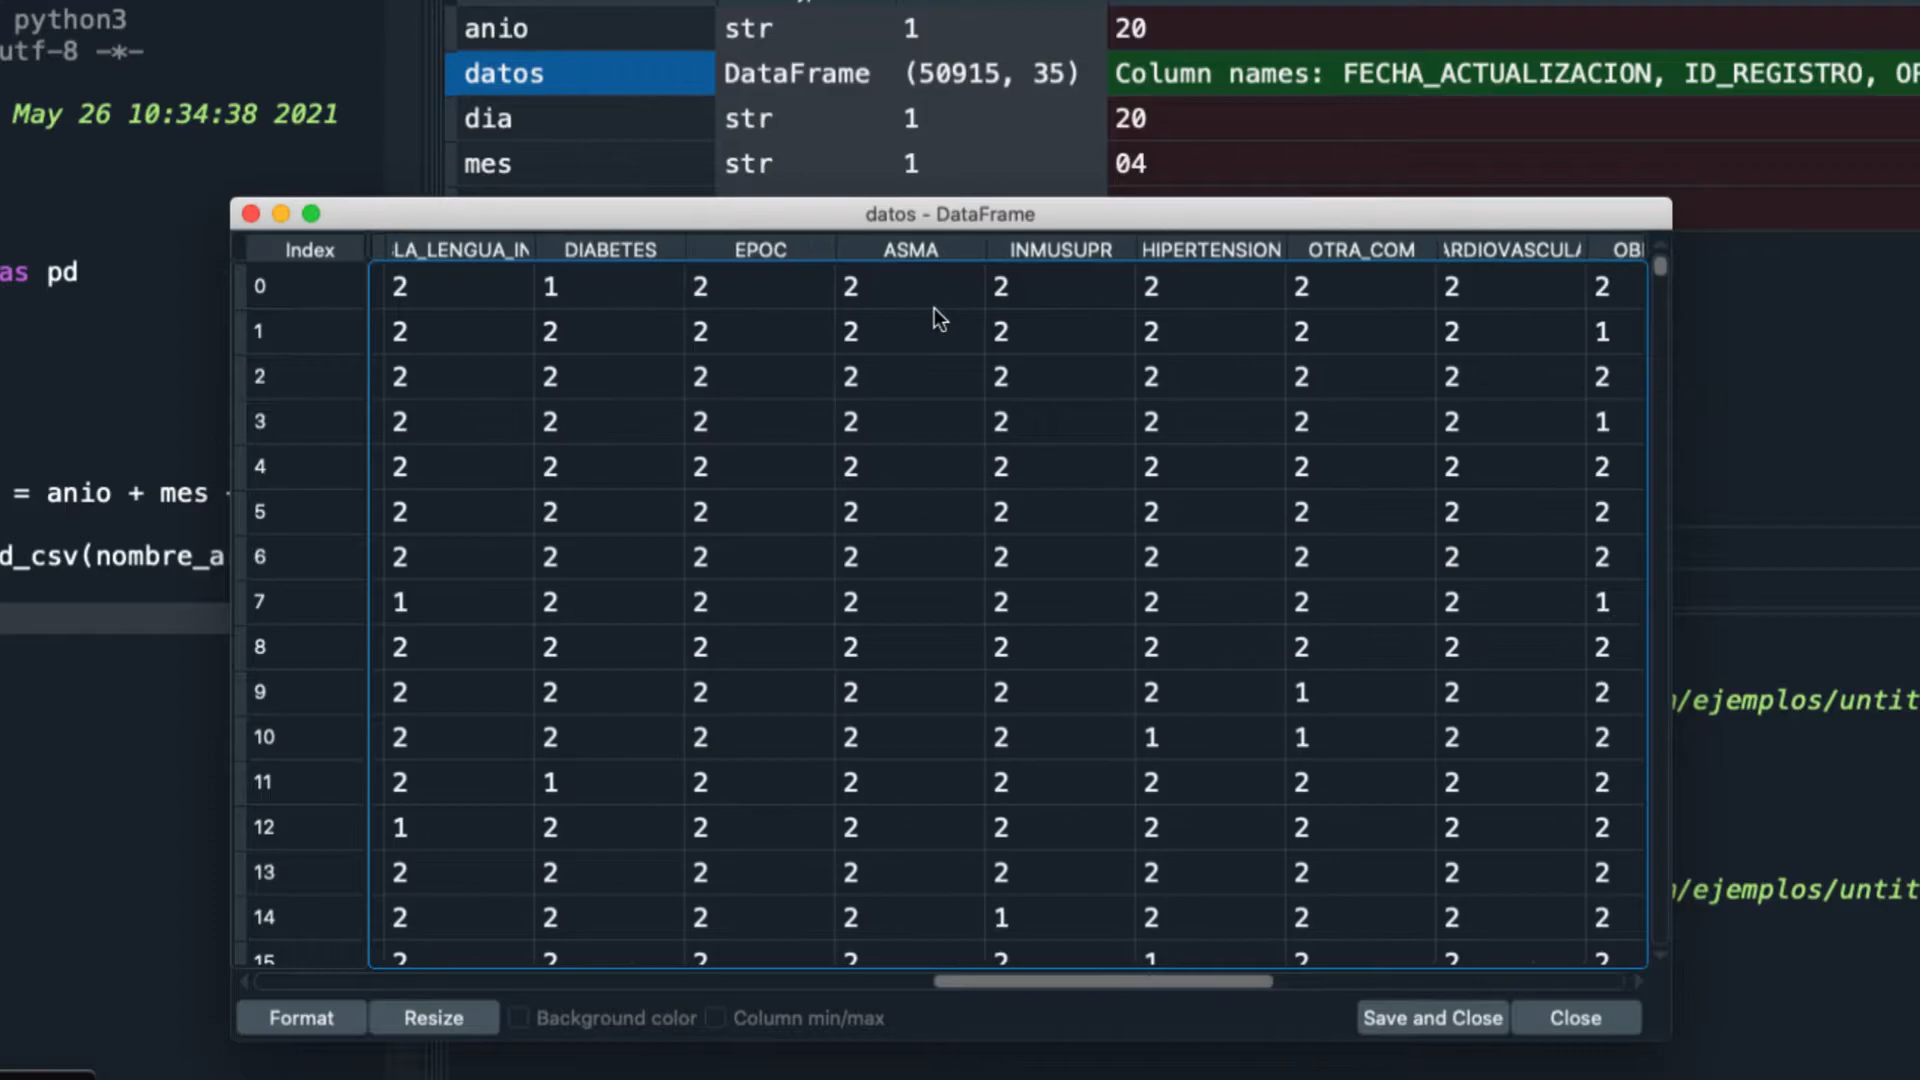 python3
utf-8 -*-
May 26 10:34:38 2021
as pd
= anio + mes
d_csv(nombre_a
anio str 1 20
datos DataFrame (50915, 35) Column names: FECHA_ACTUALIZACION, ID_REGISTRO,
dia str 1 20
mes str 1 04
datos - DataFrame
Index LA_LENGUA_IN DIABETES EPOC ASMA INMUSUPR HIPERTENSION OTRA_COM ARDIOVASCULA OB
0 2 1 2 2 2 2 2 2 2
1 2 2 2 2 2 2 2 2 1
2 2 2 2 2 2 2 2 2 2
3 2 2 2 2 2 2 2 2 1
4 2 2 2 2 2 2 2 2 2
5 2 2 2 2 2 2 2 2 2
6 2 2 2 2 2 2 2 2 2
7 1 2 2 2 2 2 2 2 1
8 2 2 2 2 2 2 2 2 2
9 2 2 2 2 2 2 1 2 2
10 2 2 2 2 2 1 1 2 2
11 2 1 2 2 2 2 2 2 2
12 1 2 2 2 2 2 2 2 2
13 2 2 2 2 2 2 2 2 2
14 2 2 2 2 1 2 2 2 2
15 2 2 2 2 2 1 2 2 2
Format Resize Background color Column min/max Save and Close Close
/ejemplos/untit
/ejemplos/untit